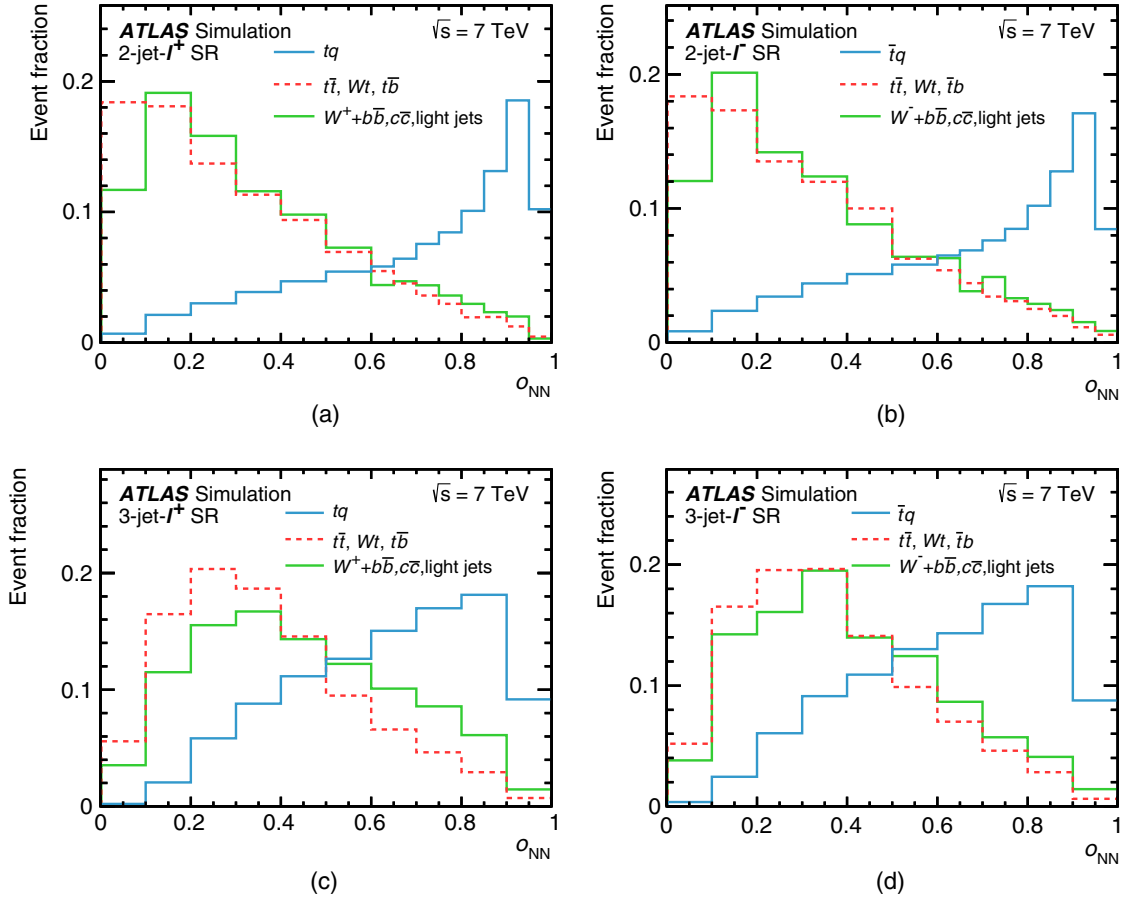 ATLAS Simulation
√s = 7 TeV
2-jet-l⁺ SR
tq
tt̄, Wt, tb̄
W⁺+bb̄,cc̄,light jets
Event fraction
0.2
0.1
0
0 0.2 0.4 0.6 0.8 1
oNN
(a)
ATLAS Simulation
√s = 7 TeV
2-jet-l⁻ SR
t̄q
tt̄, Wt, t̄b
W⁻+bb̄,cc̄,light jets
Event fraction
0.2
0.1
0
0 0.2 0.4 0.6 0.8 1
oNN
(b)
ATLAS Simulation
√s = 7 TeV
3-jet-l⁺ SR
tq
tt̄, Wt, tb̄
W⁺+bb̄,cc̄,light jets
Event fraction
0.2
0.1
0
0 0.2 0.4 0.6 0.8 1
oNN
(c)
ATLAS Simulation
√s = 7 TeV
3-jet-l⁻ SR
t̄q
tt̄, Wt, t̄b
W⁻+bb̄,cc̄,light jets
Event fraction
0.2
0.1
0
0 0.2 0.4 0.6 0.8 1
oNN
(d)